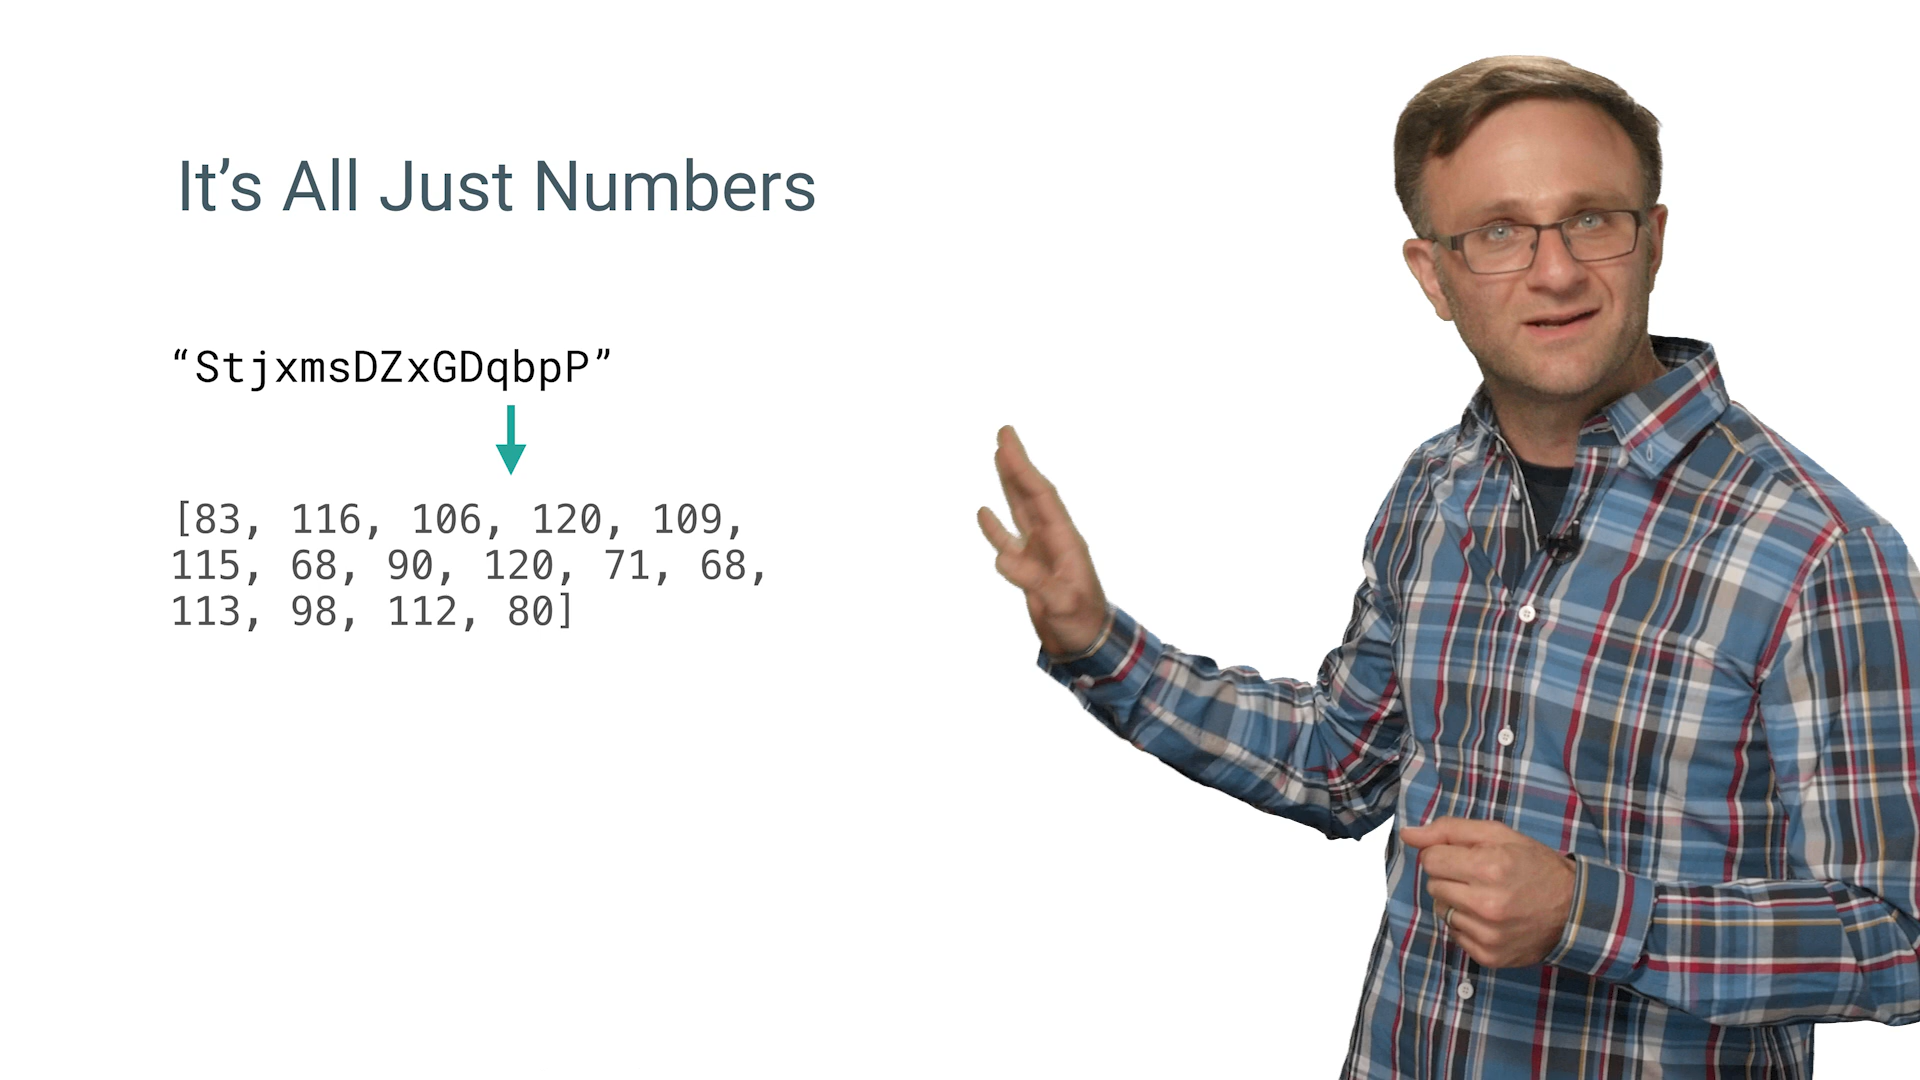 It’s All Just Numbers
“StjxmsDZxGDqbpP”
[83, 116, 106, 120, 109,
115, 68, 90, 120, 71, 68,
113, 98, 112, 80]